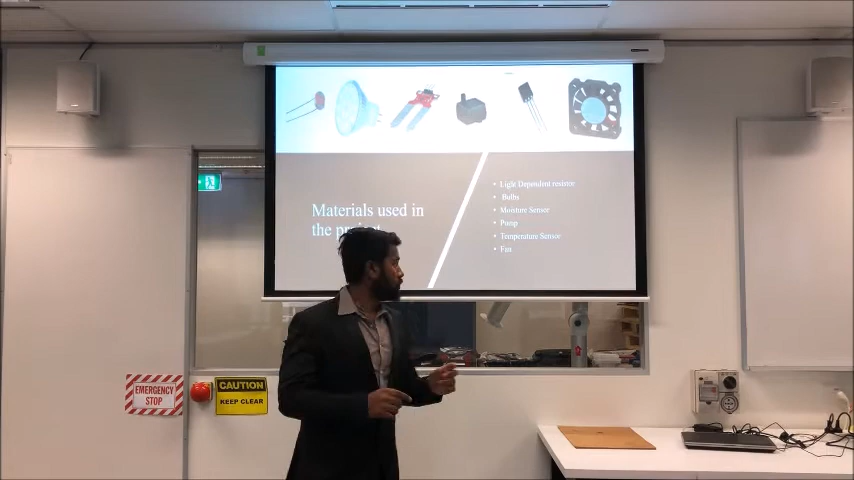 Materials used in
the project
• Light Dependent resistor
• Bulbs
• Moisture Sensor
• Pump
• Temperature Sensor
• Fan
EMERGENCY
STOP
CAUTION
KEEP CLEAR